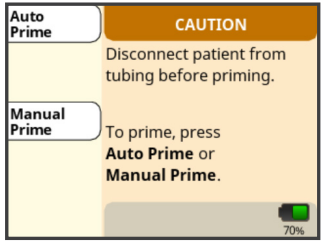 Auto
Prime
CAUTION
Disconnect patient from
tubing before priming.
Manual
Prime
To prime, press
Auto Prime or
Manual Prime.
70%